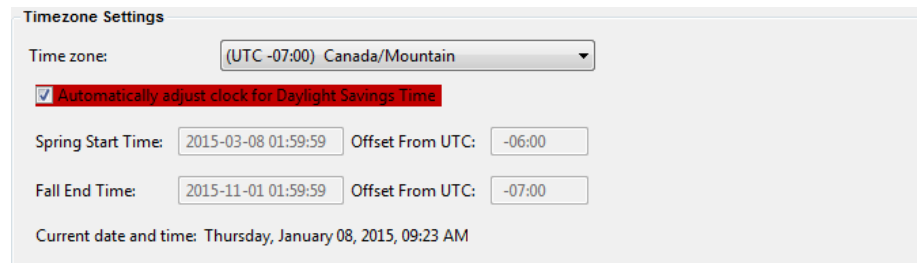 Timezone Settings
Time zone: (UTC -07:00) Canada/Mountain
Automatically adjust clock for Daylight Savings Time
Spring Start Time: 2015-03-08 01:59:59 Offset From UTC: -06:00
Fall End Time: 2015-11-01 01:59:59 Offset From UTC: -07:00
Current date and time: Thursday, January 08, 2015, 09:23 AM